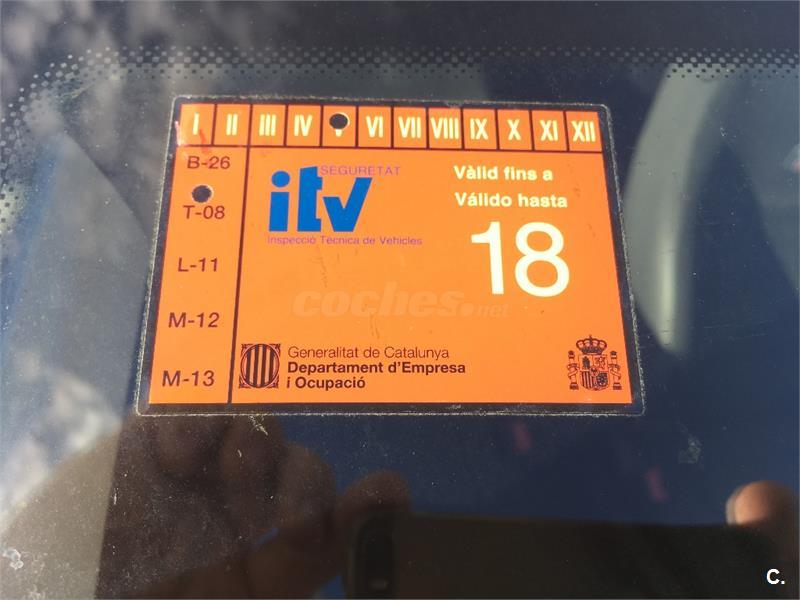 I II III IV V VI VII VIII IX X XI XII
B-26
T-08
L-11
M-12
M-13
SEGURETAT
itv
Inspecció Tècnica de Vehicles
Vàlid fins a
Válido hasta
18
coches.net
Generalitat de Catalunya
Departament d'Empresa
i Ocupació
C.